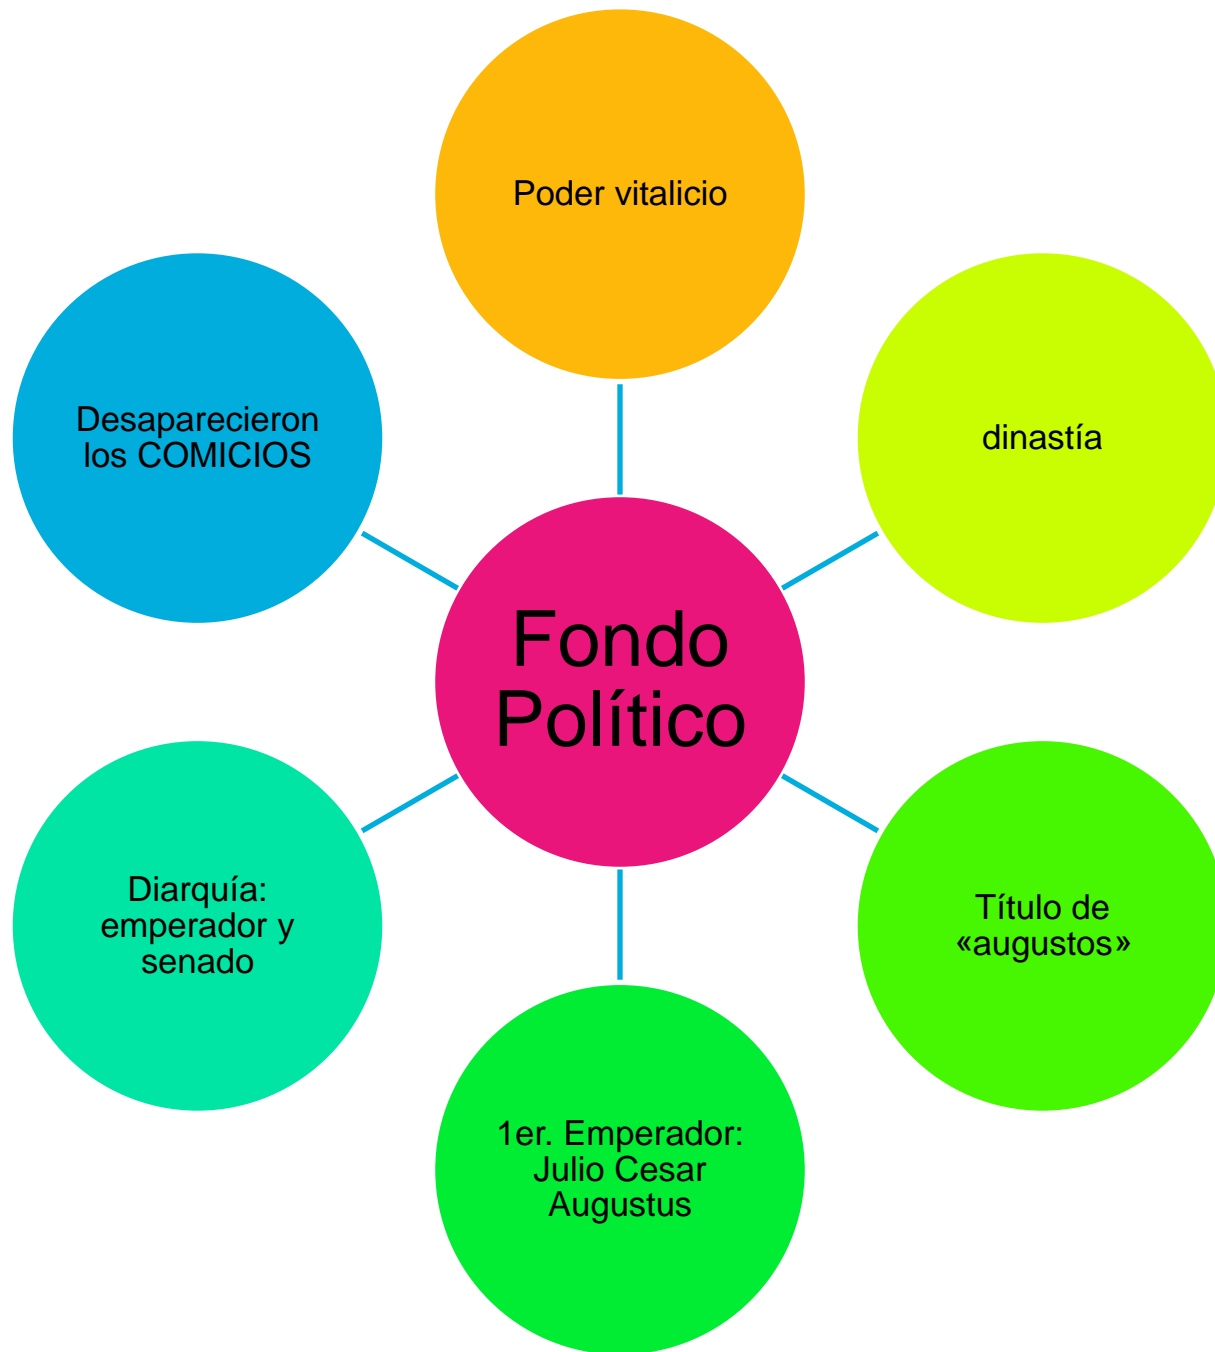 Poder vitalicio
dinastía
Título de
«augustos»
1er. Emperador:
Julio Cesar
Augustus
Diarquía:
emperador y
senado
Desaparecieron
los COMICIOS
Fondo
Político